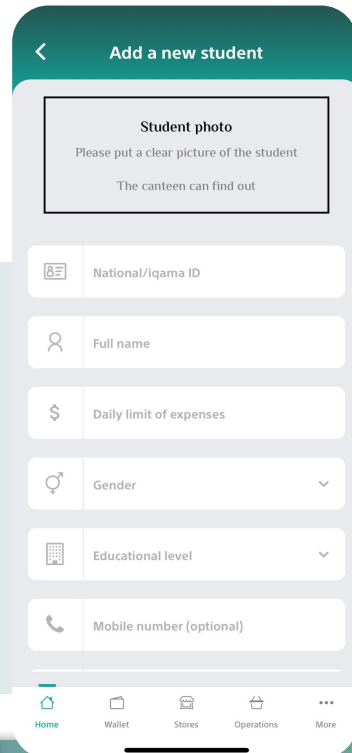 Add a new student
Student photo
Please put a clear picture of the student
The canteen can find out
National/iqama ID
Full name
$
Daily limit of expenses
Gender
Educational level
Mobile number (optional)
Home
Wallet
Stores
Operations
More